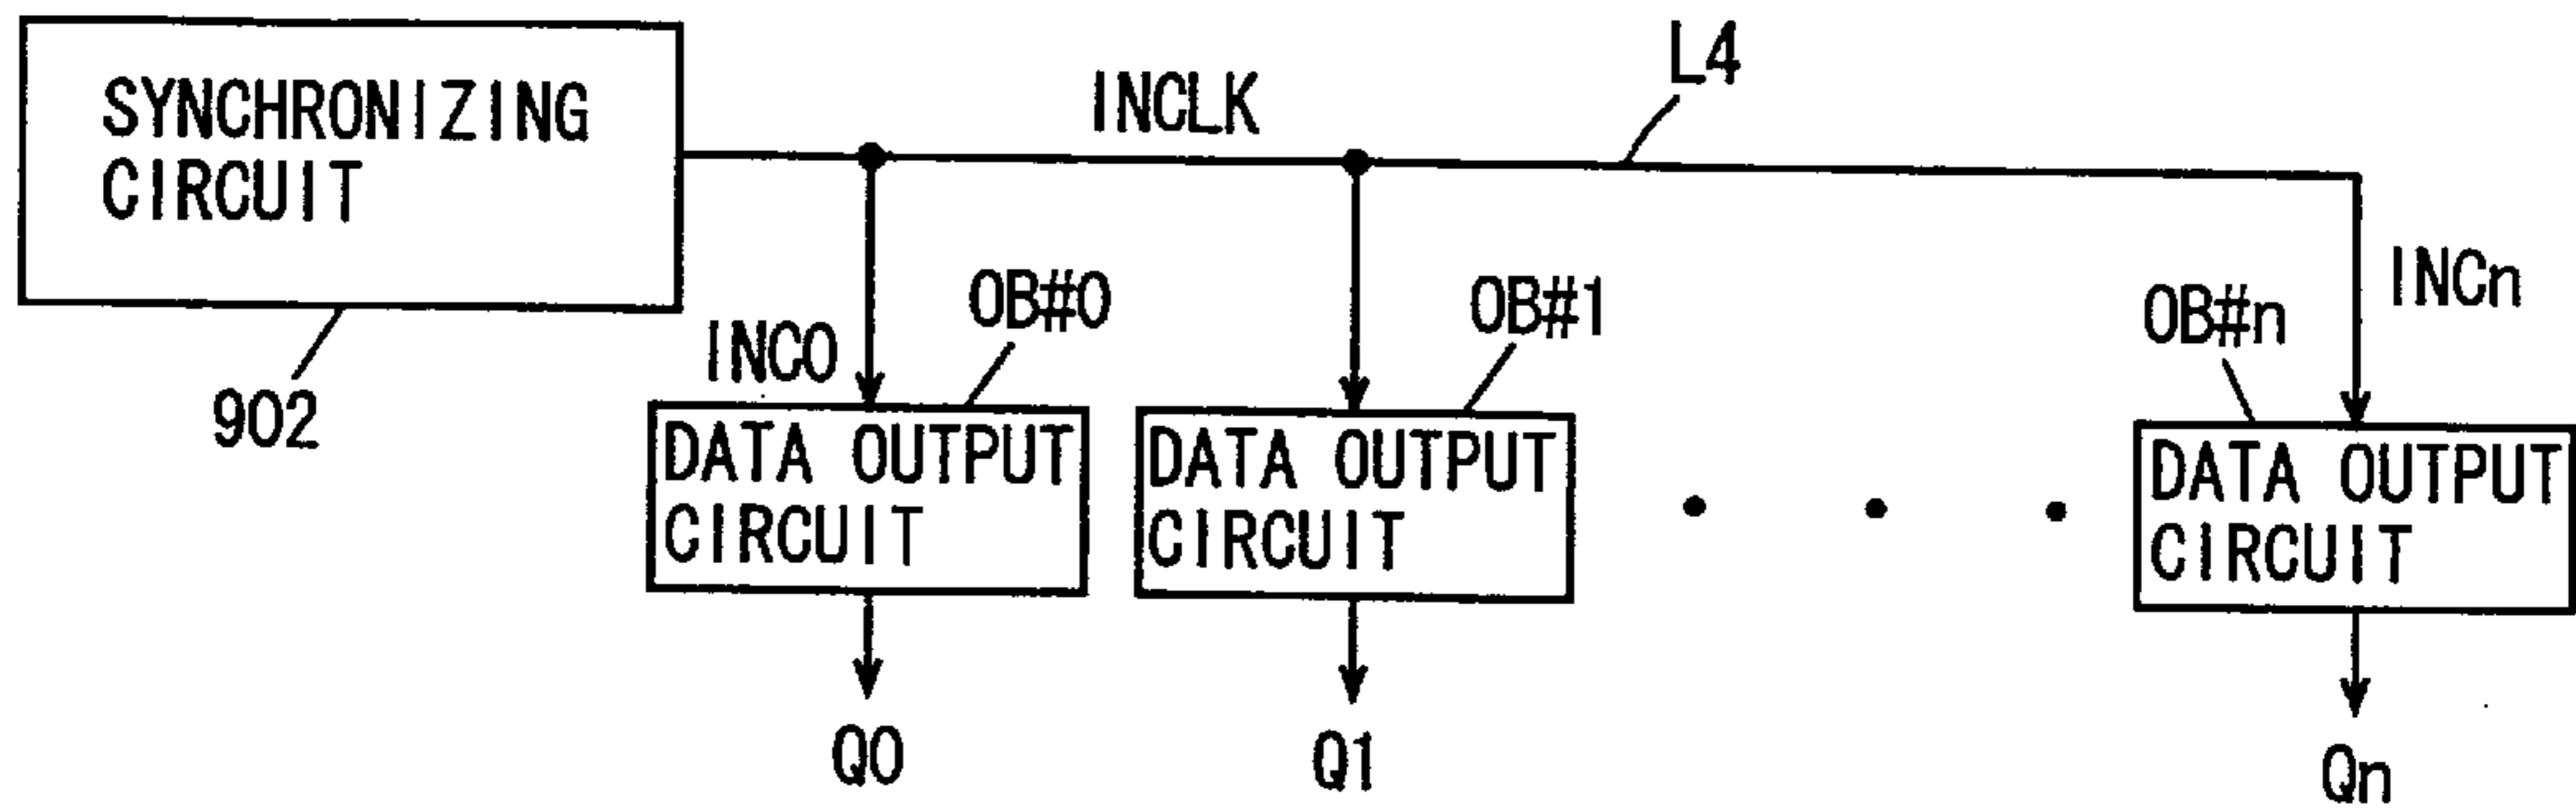 L4
SYNCHRONIZING
CIRCUIT
INCLK
INCn
OB#0
OB#1
OB#n
INC0
902
DATA OUTPUT
CIRCUIT
DATA OUTPUT
CIRCUIT
DATA OUTPUT
CIRCUIT
Q0
Q1
Qn